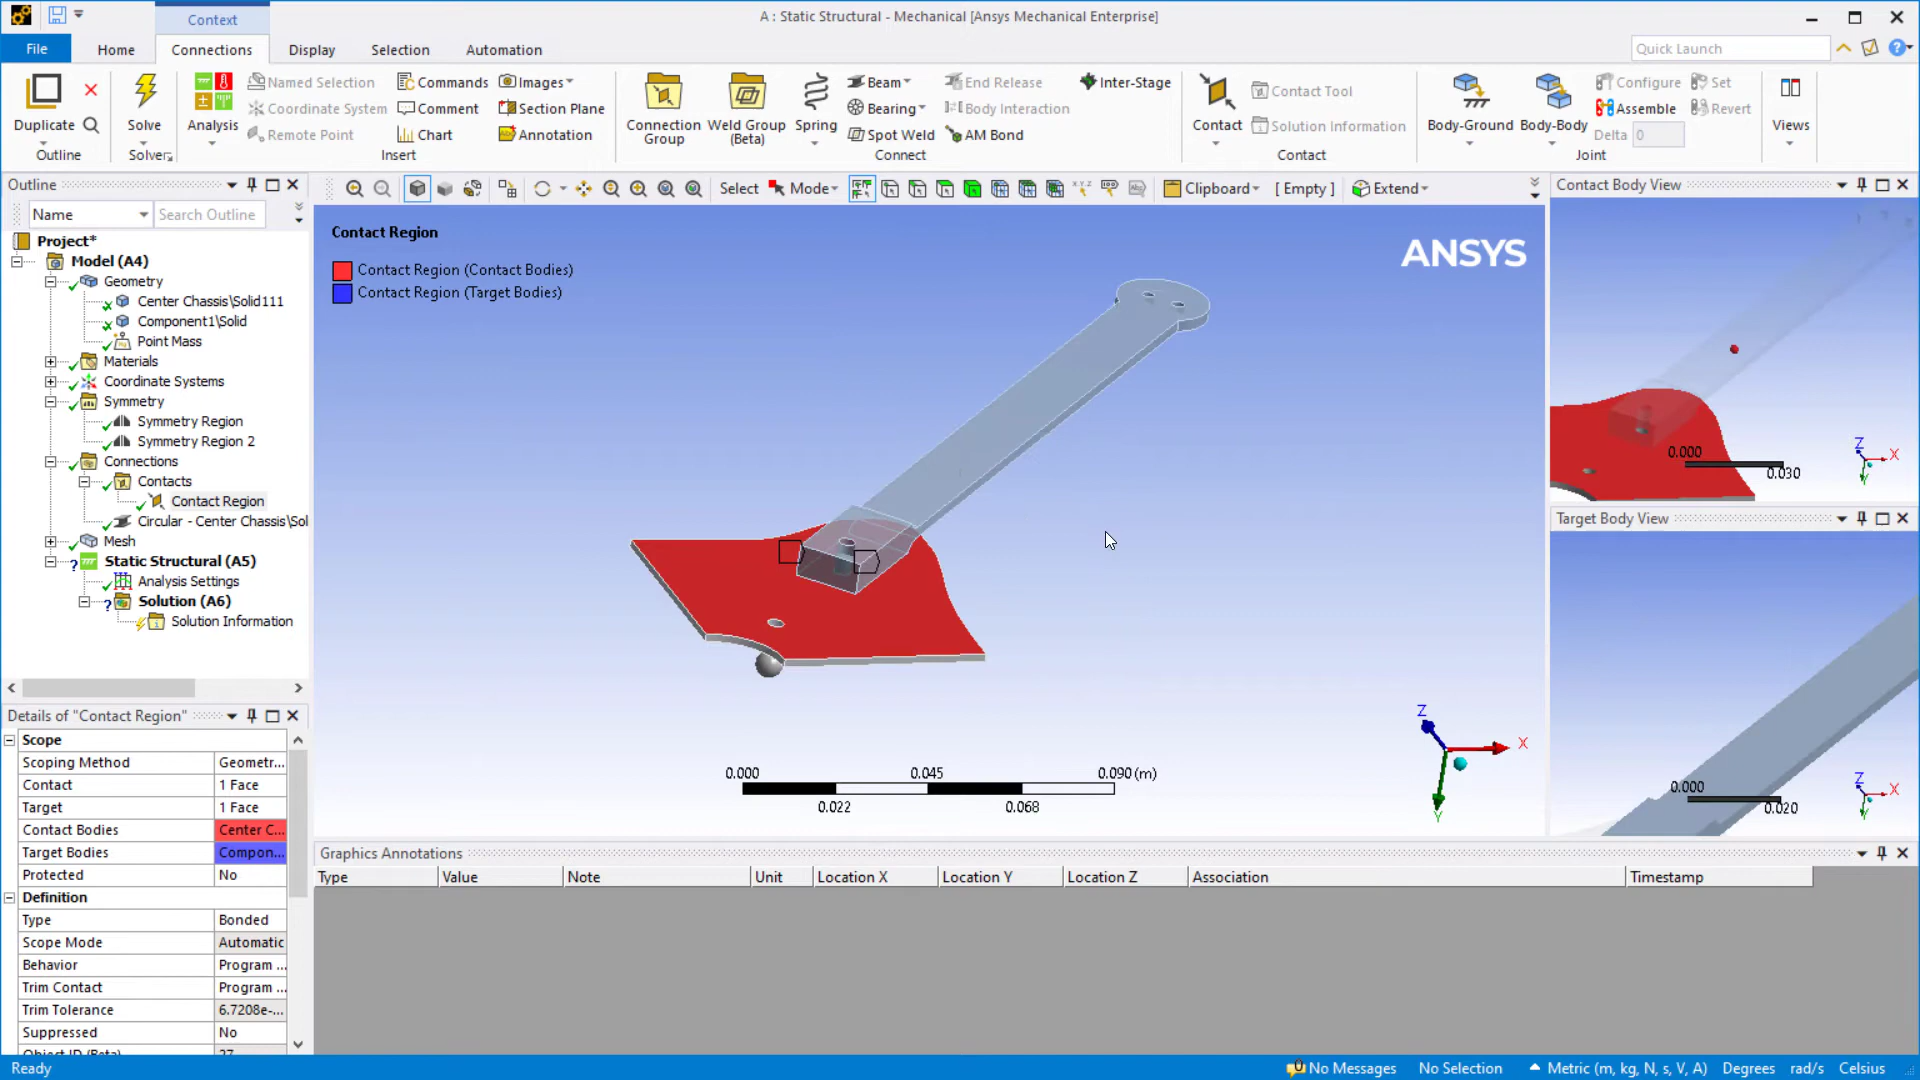 Context
A : Static Structural - Mechanical [Ansys Mechanical Enterprise]
File
Home
Connections
Display
Selection
Automation
Quick Launch
Duplicate
Outline
Solve
Solver
Analysis
Named Selection
Coordinate System
Remote Point
Commands
Comment
Chart
Images
Section Plane
Annotation
Insert
Connection Group
Weld Group (Beta)
Spring
Beam
Bearing
Spot Weld
End Release
Body Interaction
AM Bond
Inter-Stage
Connect
Contact
Contact Tool
Solution Information
Contact
Body-Ground
Body-Body
Configure
Assemble
Delta 0
Set
Revert
Joint
Views
Outline
Name
Search Outline
Project*
Model (A4)
Geometry
Center Chassis\Solid111
Component1\Solid
Point Mass
Materials
Coordinate Systems
Symmetry
Symmetry Region
Symmetry Region 2
Connections
Contacts
Contact Region
Circular - Center Chassis\Sol
Mesh
Static Structural (A5)
Analysis Settings
Solution (A6)
Solution Information
Select
Mode
Clipboard
[ Empty ]
Extend
Contact Region
Contact Region (Contact Bodies)
Contact Region (Target Bodies)
ANSYS
0.000
0.045
0.090 (m)
0.022
0.068
Z
X
Y
Contact Body View
0.000
0.030
Z
X
Y
Target Body View
0.000
0.020
Z
X
Y
Details of "Contact Region"
Scope
Scoping Method Geometr...
Contact 1 Face
Target 1 Face
Contact Bodies Center C...
Target Bodies Compon...
Protected No
Definition
Type Bonded
Scope Mode Automatic
Behavior Program ...
Trim Contact Program ...
Trim Tolerance 6.7208e-...
Suppressed No
Object ID (Beta) 27
Graphics Annotations
Type Value Note Unit Location X Location Y Location Z Association Timestamp
Ready
No Messages
No Selection
Metric (m, kg, N, s, V, A)
Degrees
rad/s
Celsius